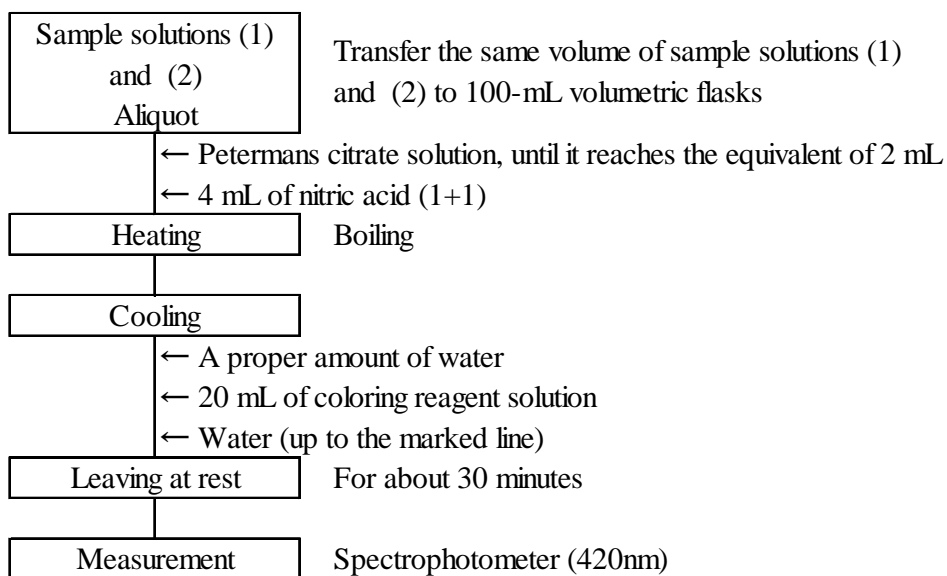 Sample solutions (1)
and (2)
Aliquot
Transfer the same volume of sample solutions (1)
and (2) to 100-mL volumetric flasks
← Petermans citrate solution, until it reaches the equivalent of 2 mL
← 4 mL of nitric acid (1+1)
Heating
Boiling
Cooling
← A proper amount of water
← 20 mL of coloring reagent solution
← Water (up to the marked line)
Leaving at rest
For about 30 minutes
Measurement
Spectrophotometer (420nm)